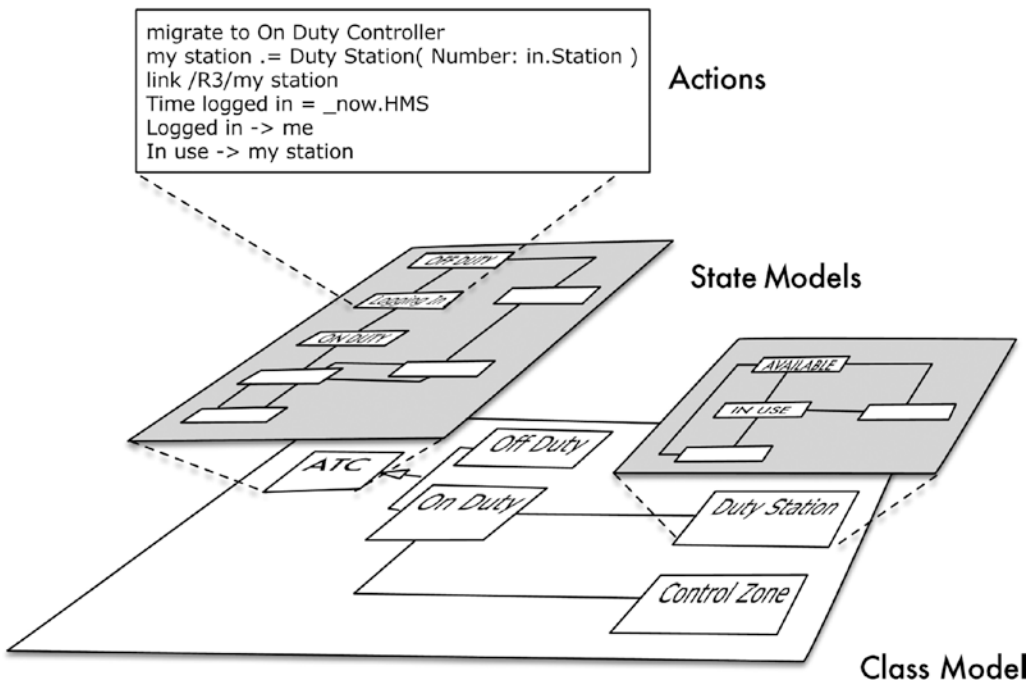 migrate to On Duty Controller
my station .= Duty Station( Number: in.Station )
link /R3/my station
Time logged in = _now.HMS
Logged in -> me
In use -> my station
Actions
OFF DUTY
Logging In
ON DUTY
State Models
AVAILABLE
IN USE
ATC
Off Duty
On Duty
Duty Station
Control Zone
Class Model